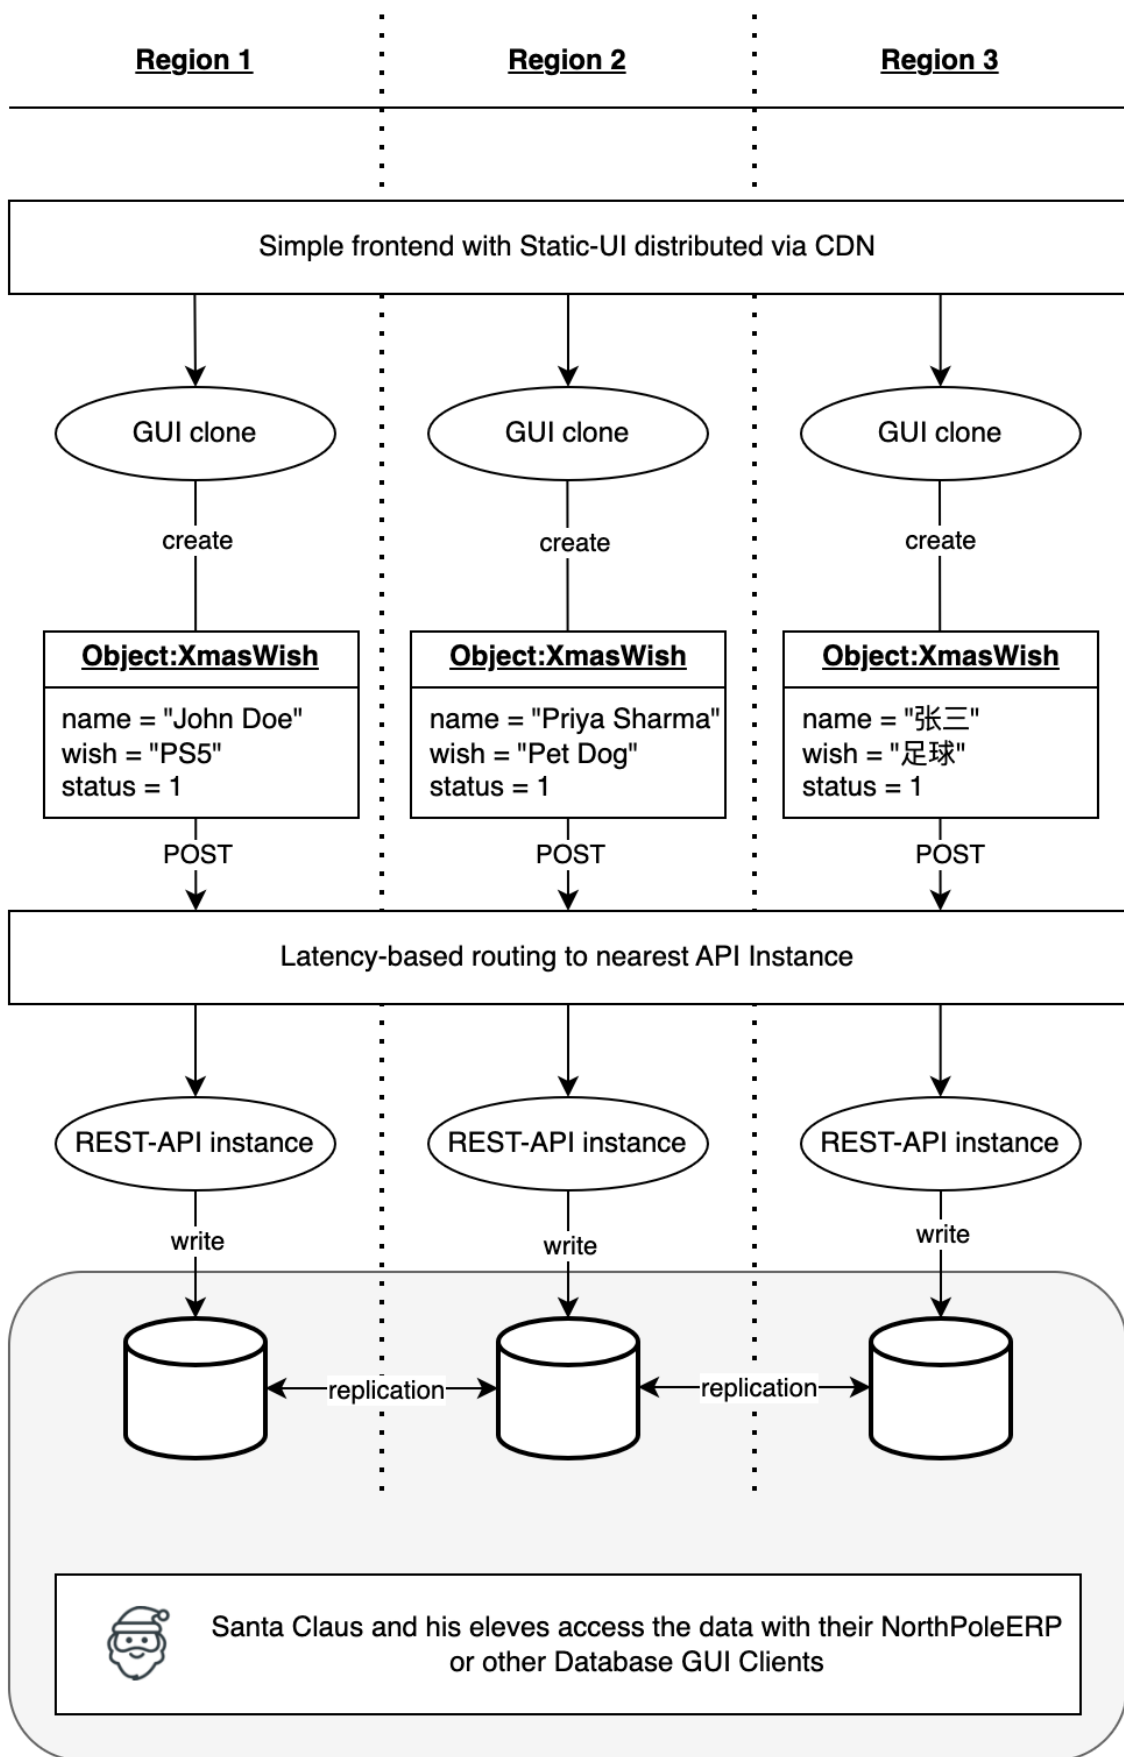 Region 1
Region 2
Region 3
Simple frontend with Static-UI distributed via CDN
GUI clone
GUI clone
GUI clone
create
create
create
Object:XmasWish
name = "John Doe"
wish = "PS5"
status = 1
Object:XmasWish
name = "Priya Sharma"
wish = "Pet Dog"
status = 1
Object:XmasWish
name = "张三"
wish = "足球"
status = 1
POST
POST
POST
Latency-based routing to nearest API Instance
REST-API instance
REST-API instance
REST-API instance
write
write
write
replication
replication
Santa Claus and his eleves access the data with their NorthPoleERP
or other Database GUI Clients